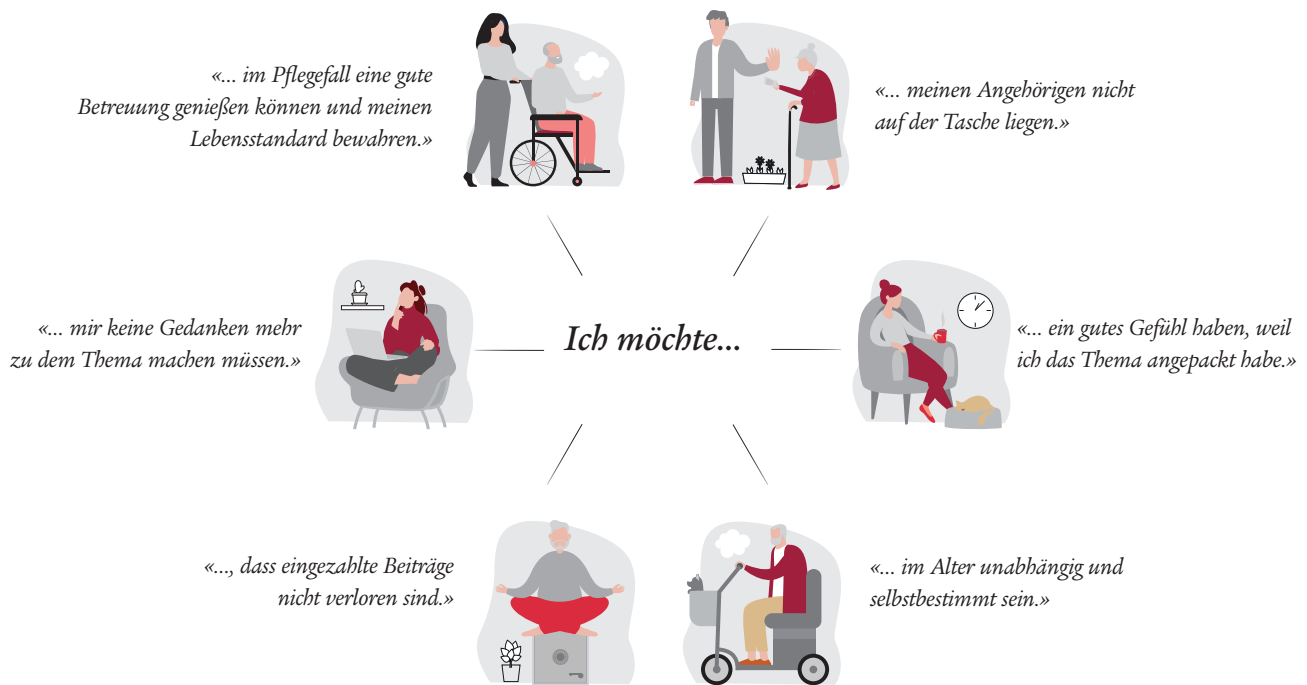 «... im Pflegefall eine gute
Betreuung genießen können und meinen
Lebensstandard bewahren.»
«... meinen Angehörigen nicht
auf der Tasche liegen.»
«... mir keine Gedanken mehr
zu dem Thema machen müssen.»
Ich möchte...
«... ein gutes Gefühl haben, weil
ich das Thema angepackt habe.»
«..., dass eingezahlte Beiträge
nicht verloren sind.»
«... im Alter unabhängig und
selbstbestimmt sein.»